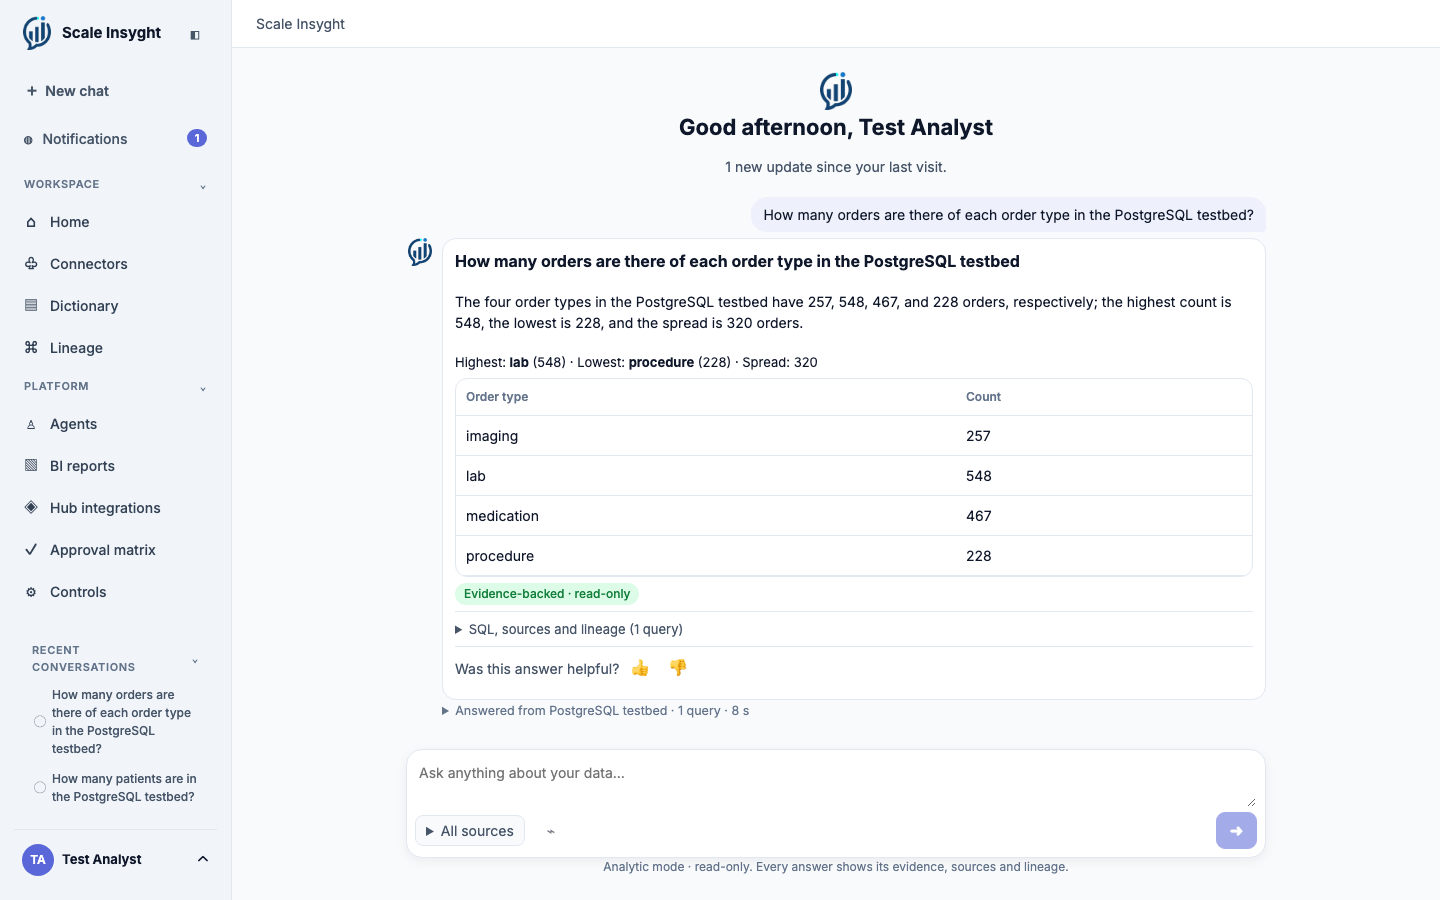 Scale Insyght
+ New chat
Notifications 1
WORKSPACE
Home
Connectors
Dictionary
Lineage
PLATFORM
Agents
BI reports
Hub integrations
Approval matrix
Controls
RECENT
CONVERSATIONS
How many orders are
there of each order type
in the PostgreSQL
testbed?
How many patients are in
the PostgreSQL testbed?
TA Test Analyst
Scale Insyght
Good afternoon, Test Analyst
1 new update since your last visit.
How many orders are there of each order type in the PostgreSQL testbed?
How many orders are there of each order type in the PostgreSQL testbed
The four order types in the PostgreSQL testbed have 257, 548, 467, and 228 orders, respectively; the highest count is
548, the lowest is 228, and the spread is 320 orders.
Highest: lab (548) · Lowest: procedure (228) · Spread: 320
Order type Count
imaging 257
lab 548
medication 467
procedure 228
Evidence-backed · read-only
SQL, sources and lineage (1 query)
Was this answer helpful? 👍 👎
Answered from PostgreSQL testbed · 1 query · 8 s
Ask anything about your data...
All sources
Analytic mode · read-only. Every answer shows its evidence, sources and lineage.